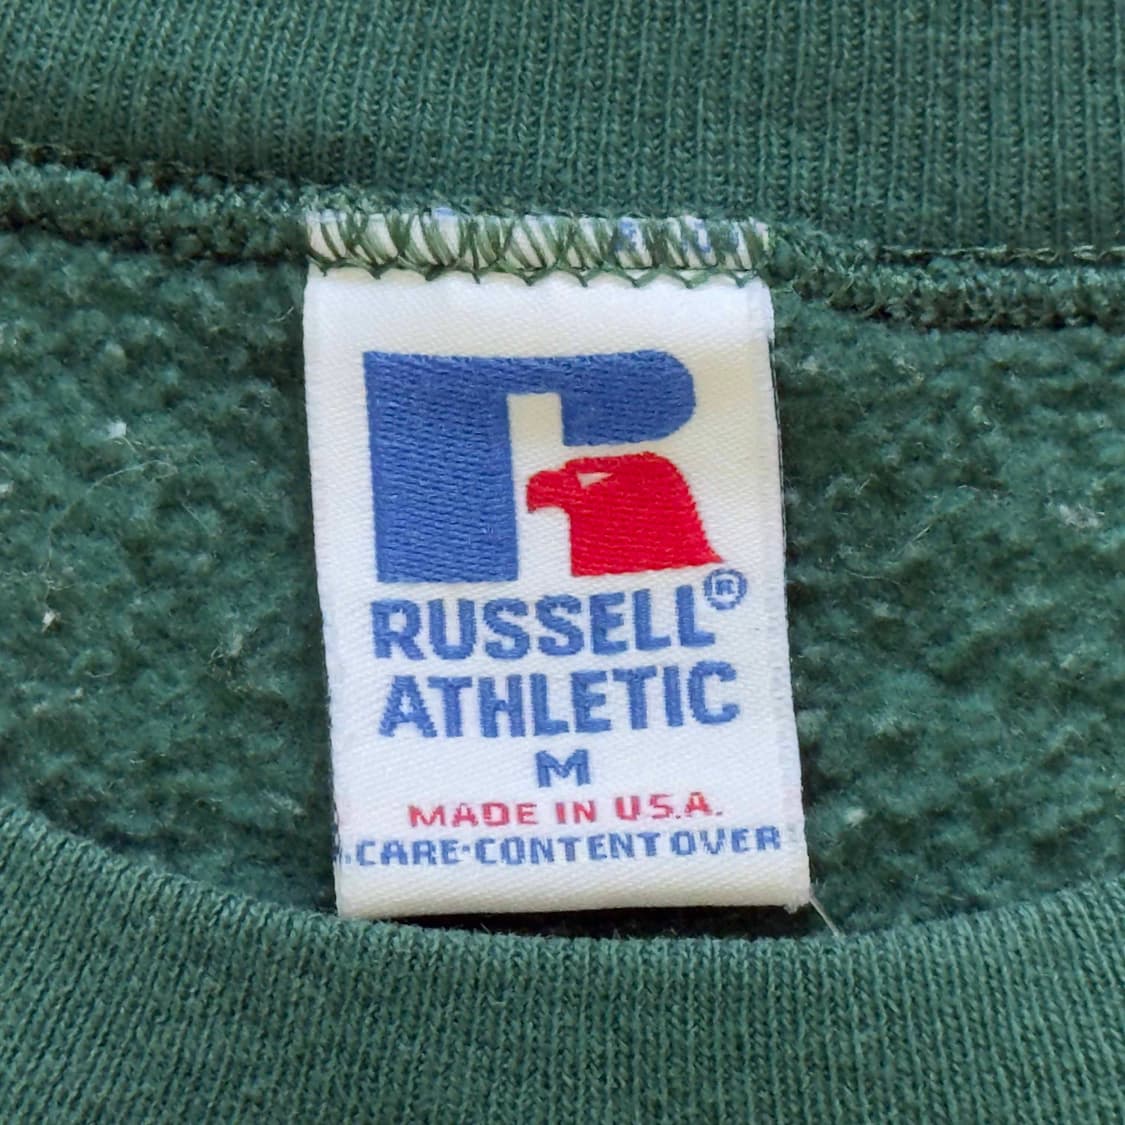 RUSSELL®
ATHLETIC
M
MADE IN U.S.A.
CARE·CONTENT OVER